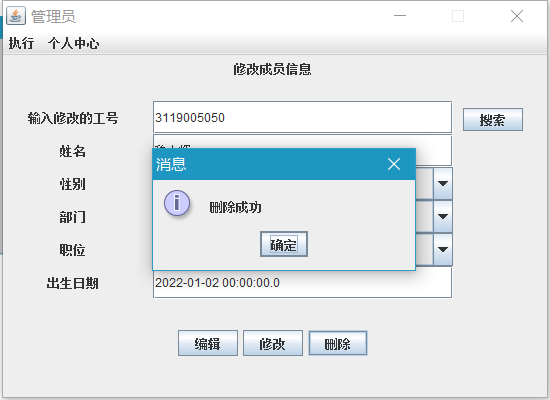 管理员
执行 个人中心
修改成员信息
输入修改的工号 3119005050 搜索
姓名
消息
性别
删除成功
部门
确定
职位
出生日期 2022-01-02 00:00:00.0
编辑 修改 删除